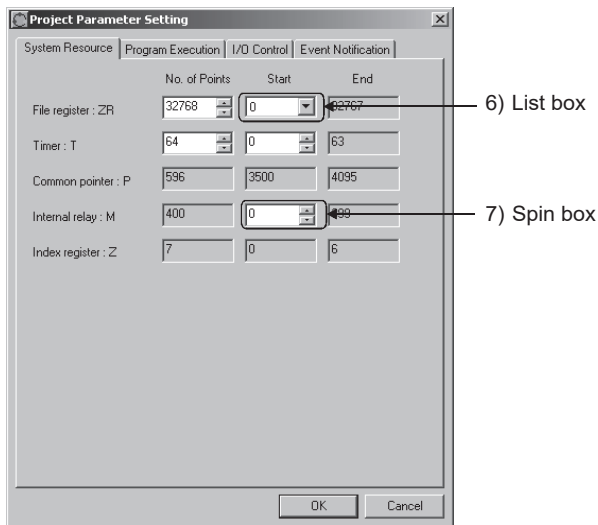 Project Parameter Setting
System Resource Program Execution I/O Control Event Notification
No. of Points Start End
File register : ZR 32768 0 32767 6) List box
Timer : T 64 0 63
Common pointer : P 596 3500 4095
Internal relay : M 400 0 399 7) Spin box
Index register : Z 7 0 6
OK Cancel